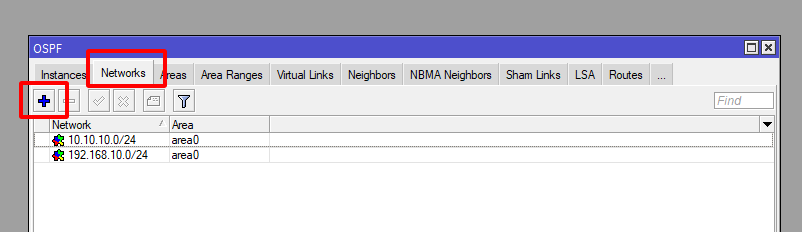 OSPF
Instances Networks Areas Area Ranges Virtual Links Neighbors NBMA Neighbors Sham Links LSA Routes ...
Find
Network Area
10.10.10.0/24 area0
192.168.10.0/24 area0